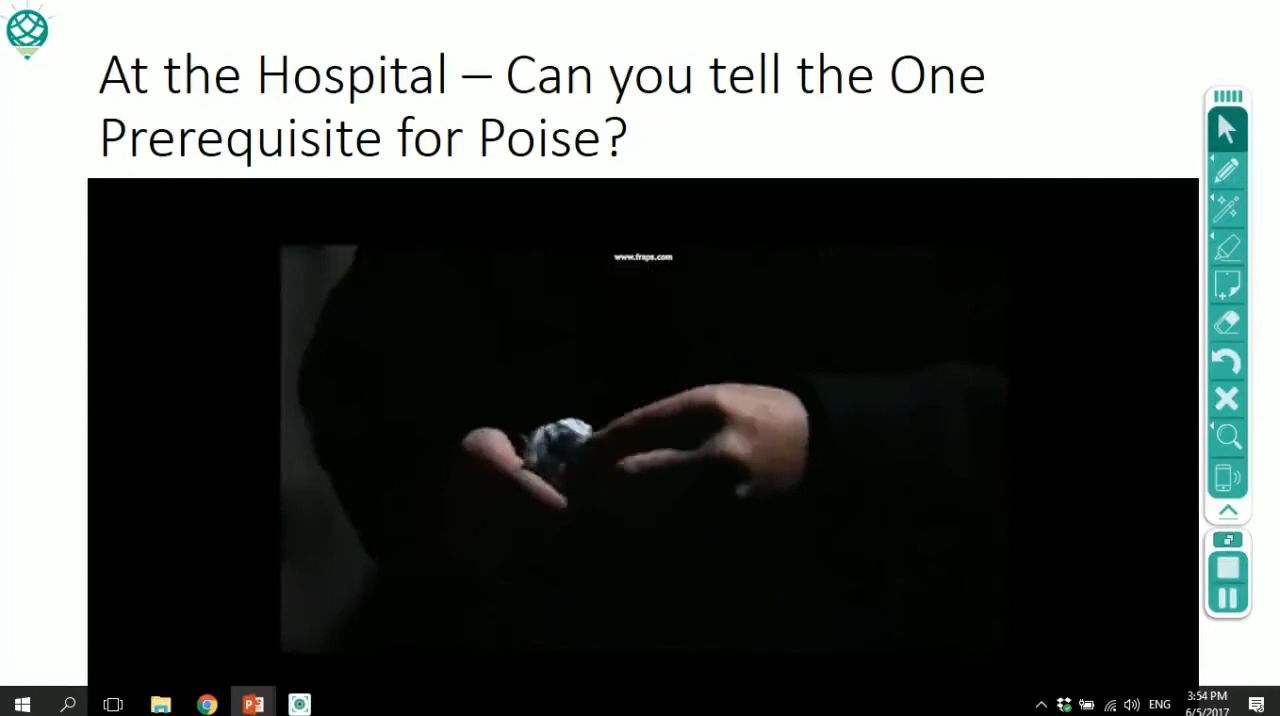 At the Hospital – Can you tell the One
Prerequisite for Poise?
www.fraps.com
ENG
3:54 PM
6/5/2017